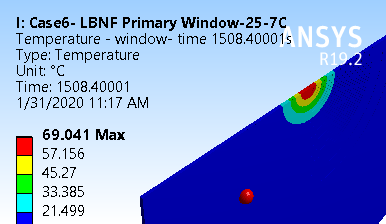 I: Case6- LBNF Primary Window-25-7C
Temperature - window- time 1508.40001s
Type: Temperature
Unit: °C
Time: 1508.40001
1/31/2020 11:17 AM
ANSYS
R19.2
69.041 Max
57.156
45.27
33.385
21.499